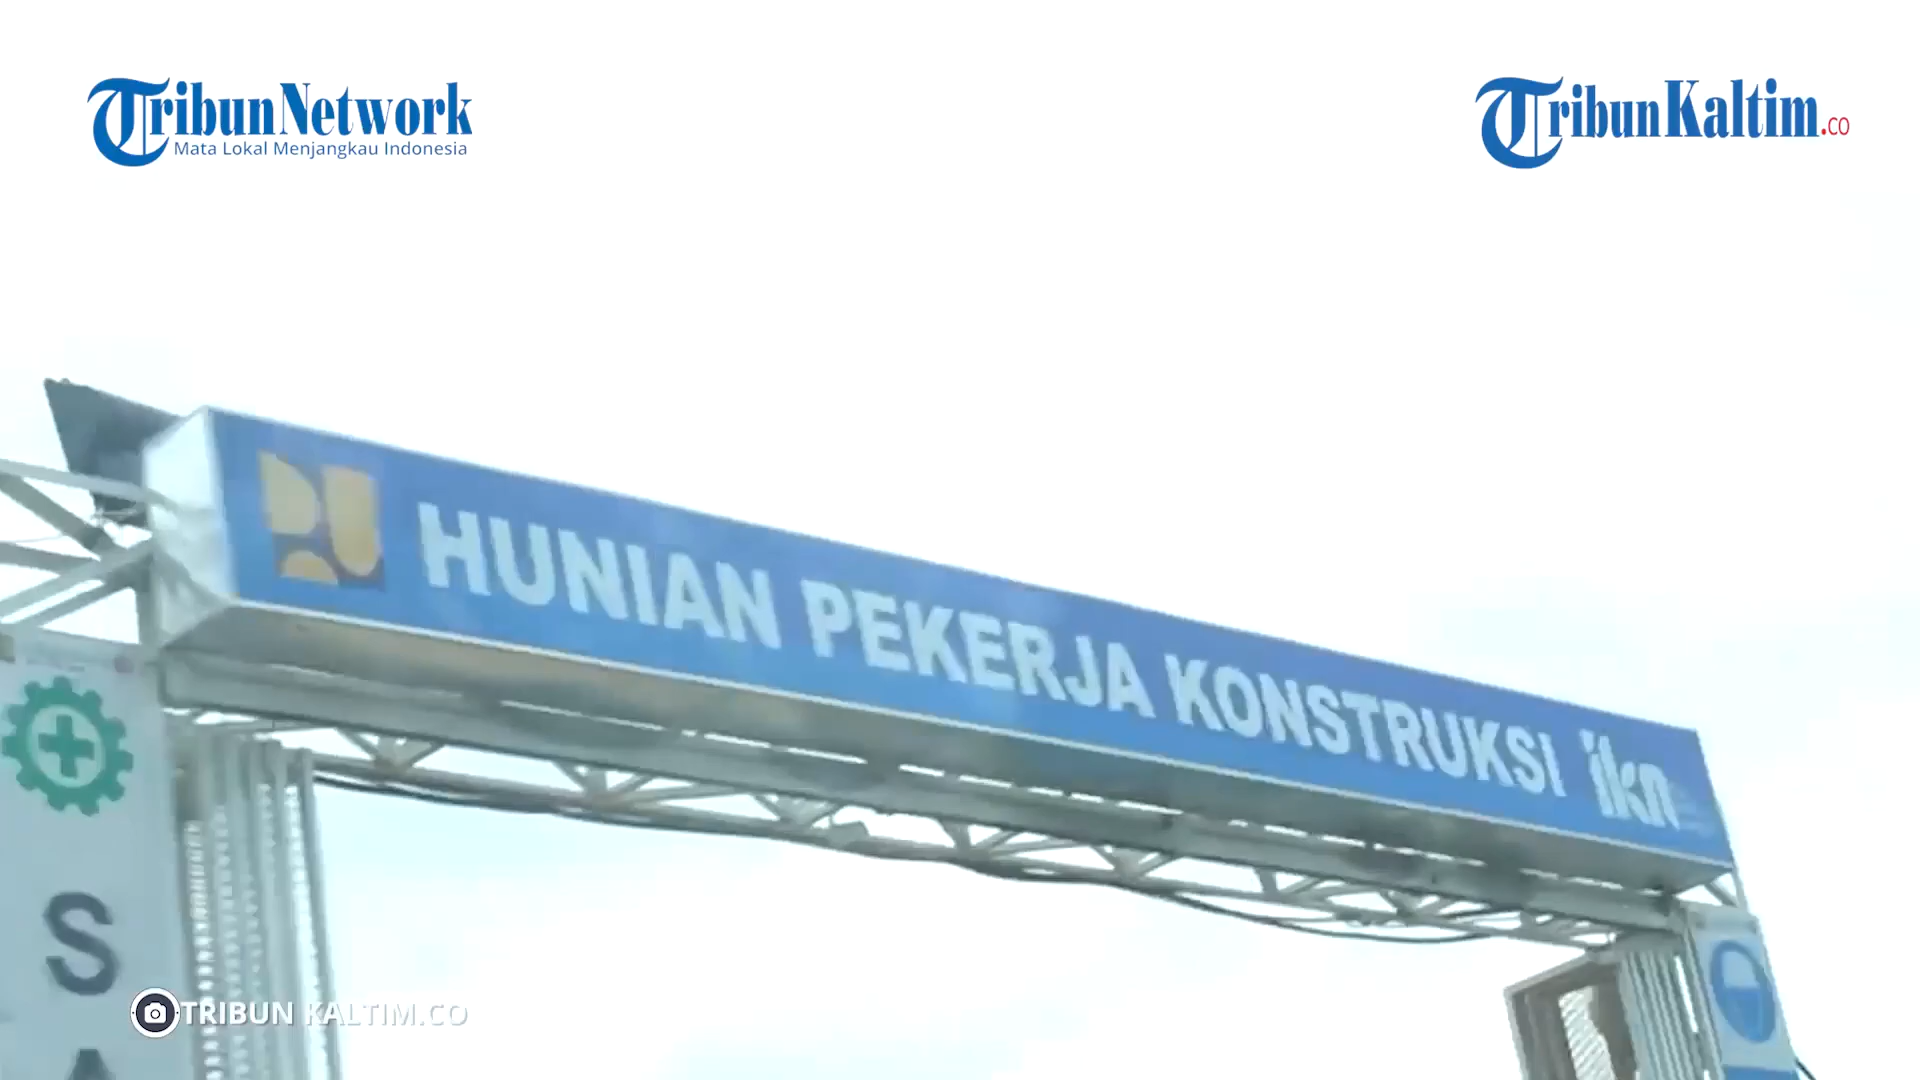 TribunNetwork
Mata Lokal Menjangkau Indonesia
TribunKaltim.co
HUNIAN PEKERJA KONSTRUKSI ikn
S
A
TRIBUN KALTIM.CO